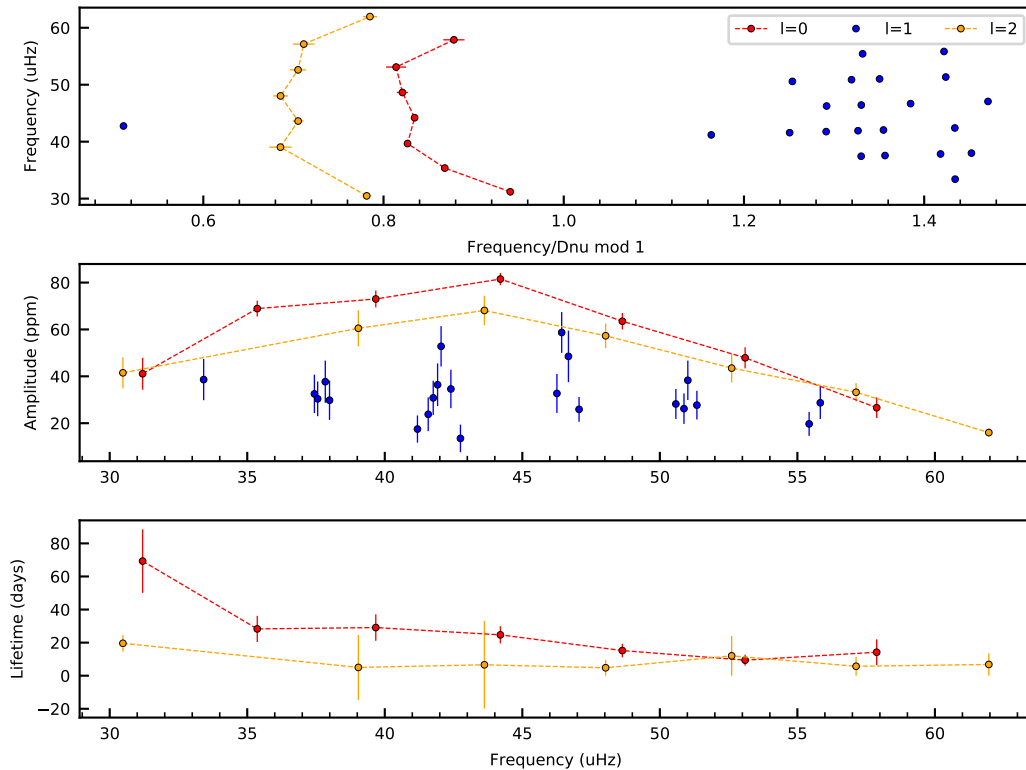 60
50
40
30
Frequency (uHz)
l=0 l=1 l=2
0.6 0.8 1.0 1.2 1.4
Frequency/Dnu mod 1
80
60
40
20
Amplitude (ppm)
30 35 40 45 50 55 60
80
60
40
20
0
−20
Lifetime (days)
30 35 40 45 50 55 60
Frequency (uHz)